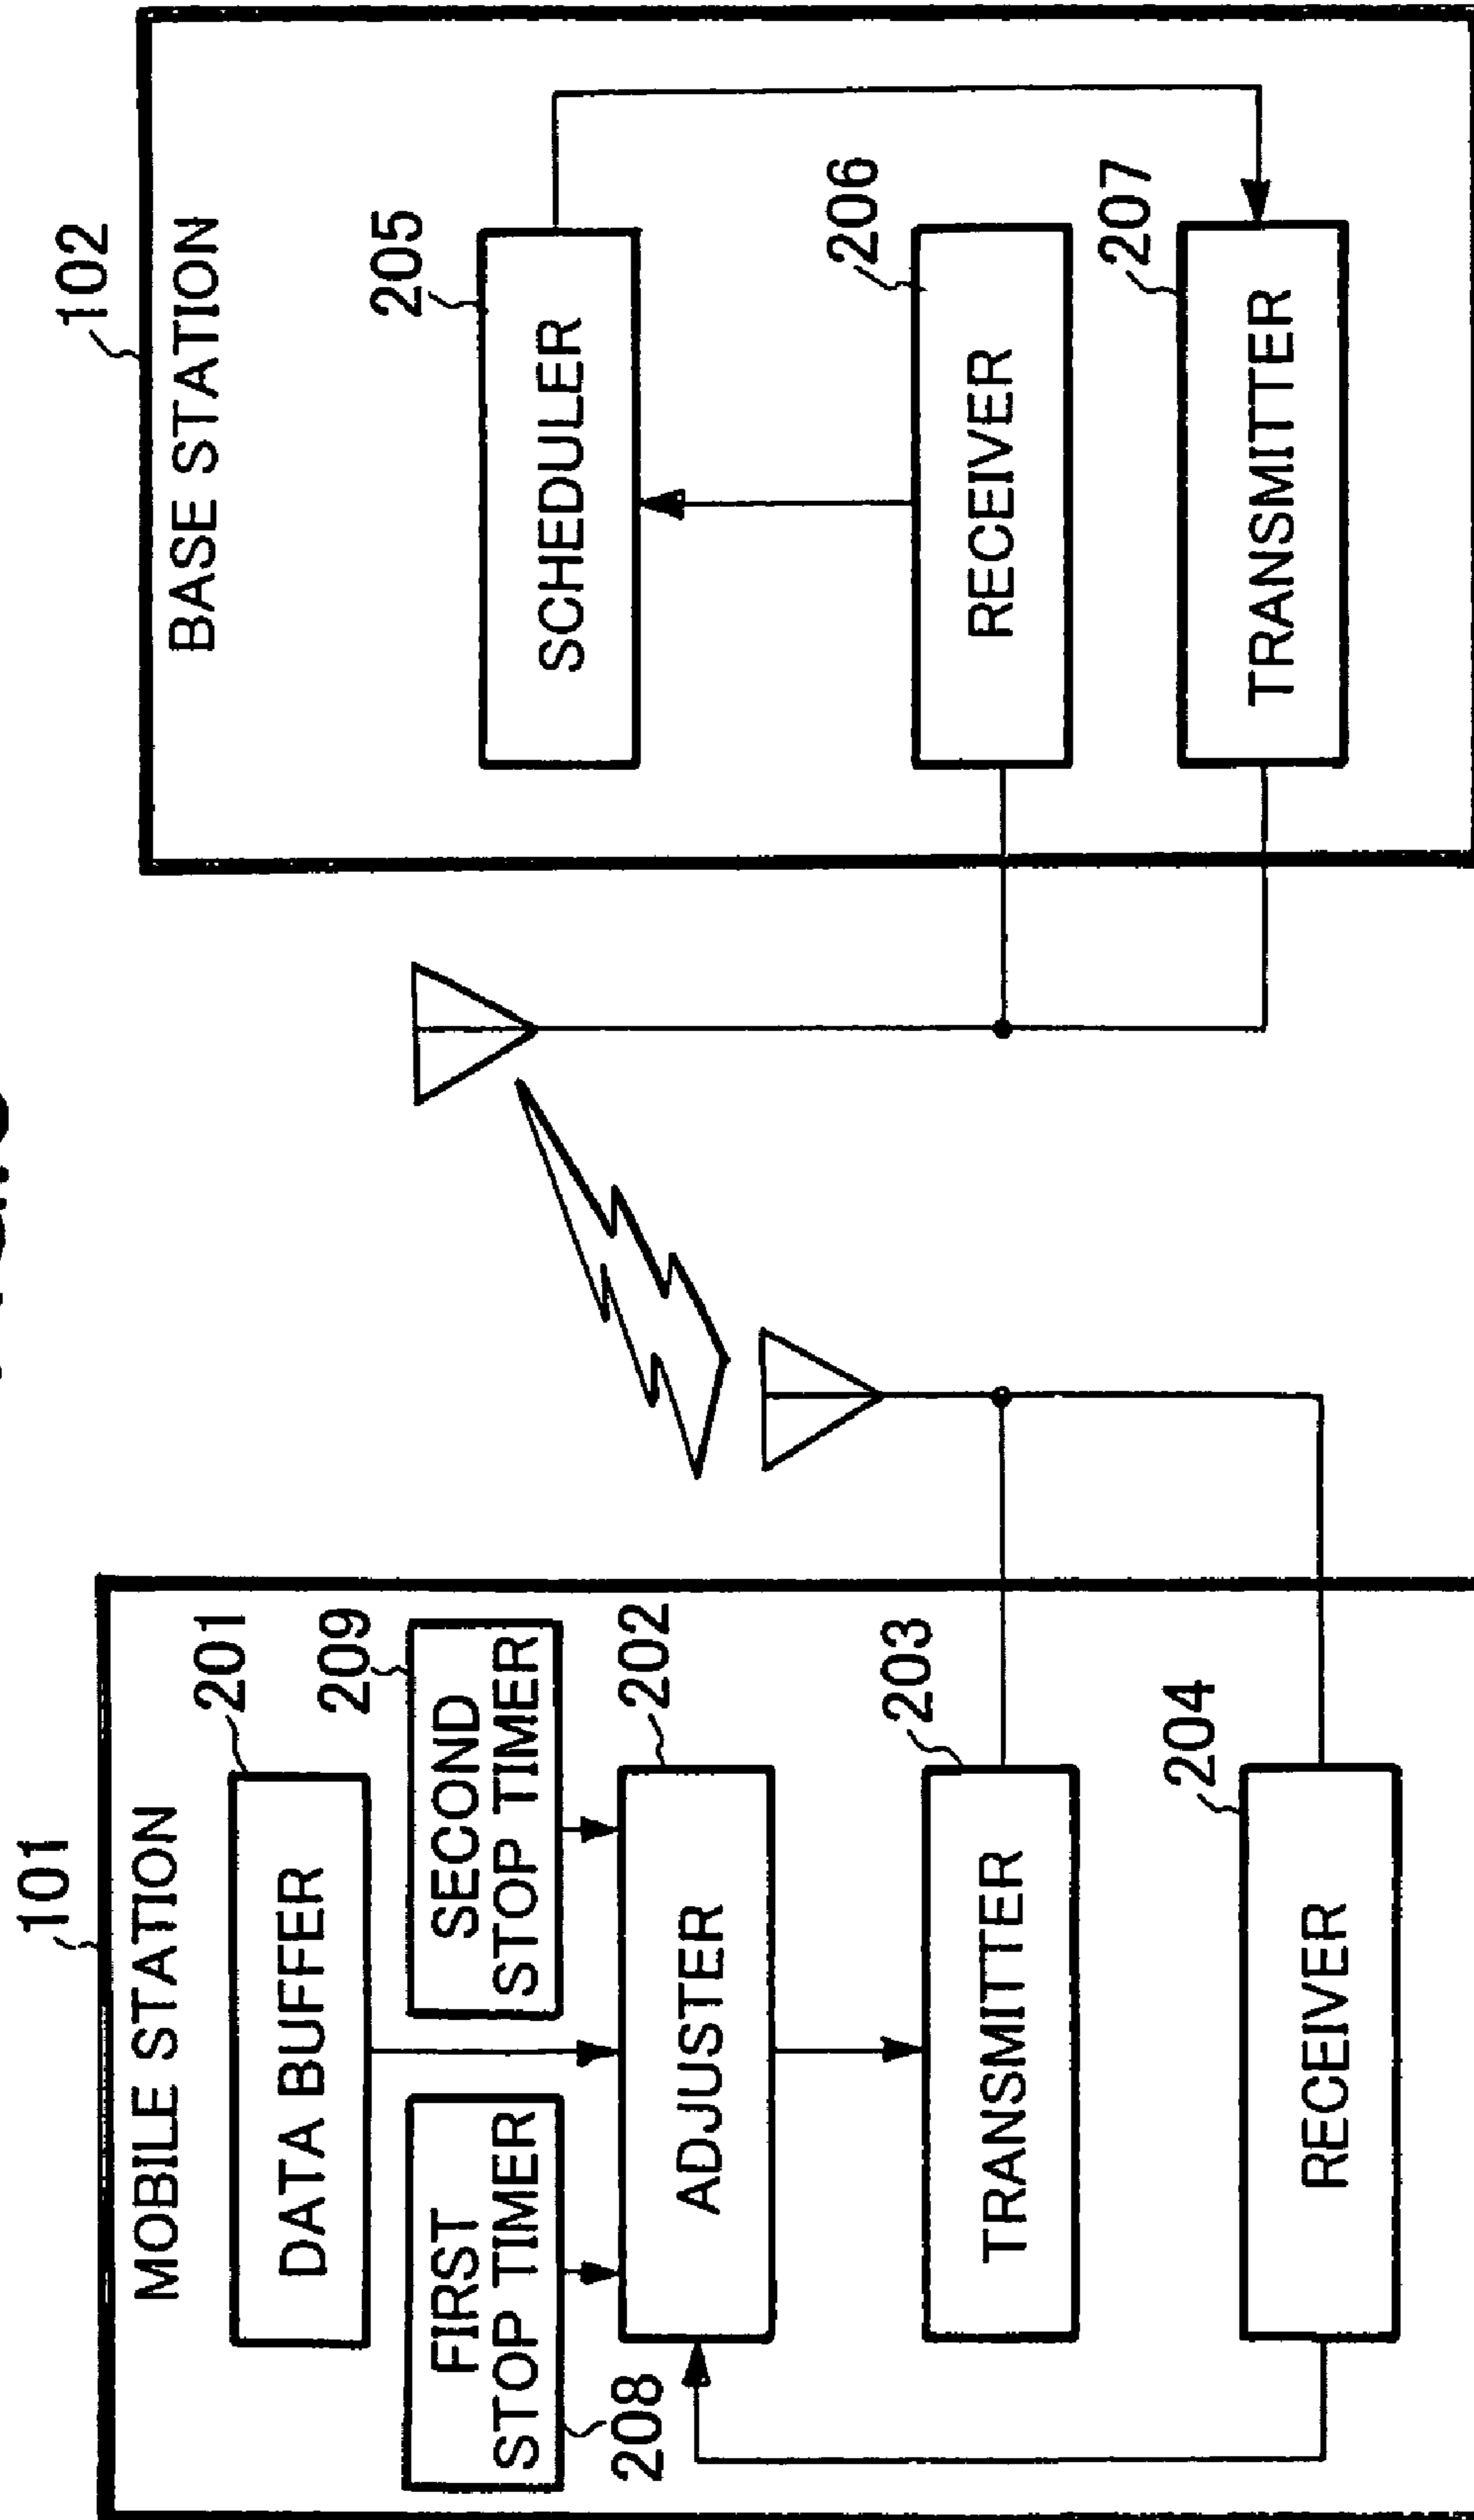 101
MOBILE STATION
201
DATA BUFFER
209
FIRST
STOP TIMER
208
SECOND
STOP TIMER
202
ADJUSTER
203
TRANSMITTER
204
RECEIVER
102
BASE STATION
205
SCHEDULER
206
RECEIVER
207
TRANSMITTER